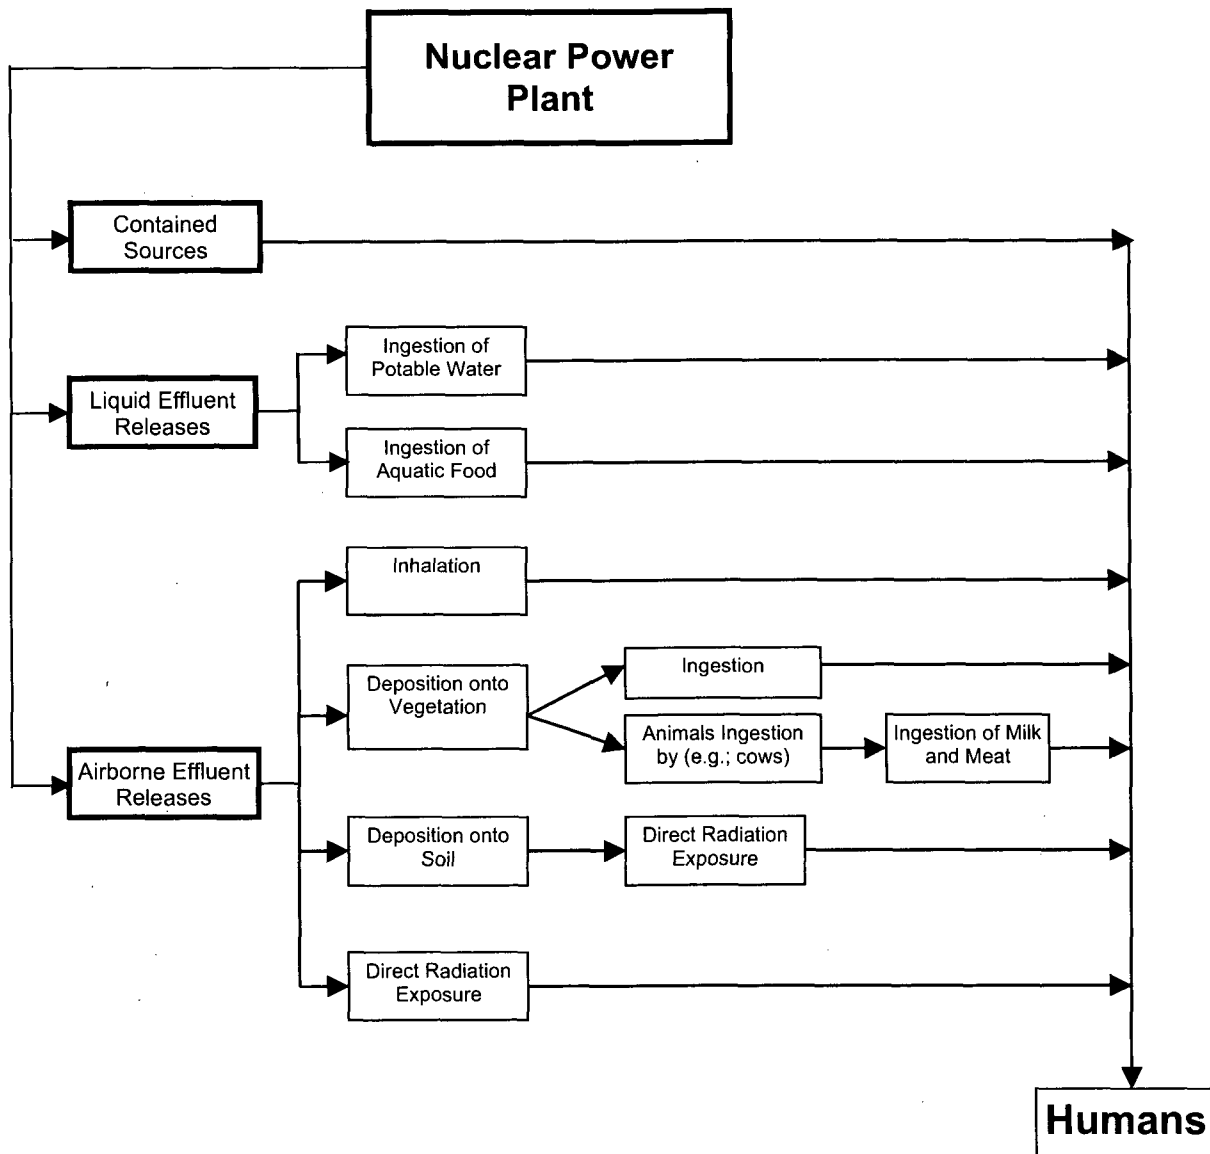 Nuclear Power
Plant
Contained
Sources
Ingestion of
Potable Water
Liquid Effluent
Releases
Ingestion of
Aquatic Food
Inhalation
Deposition onto
Vegetation
Ingestion
Animals Ingestion
by (e.g.; cows)
Ingestion of Milk
and Meat
Airborne Effluent
Releases
Deposition onto
Soil
Direct Radiation
Exposure
Direct Radiation
Exposure
Humans